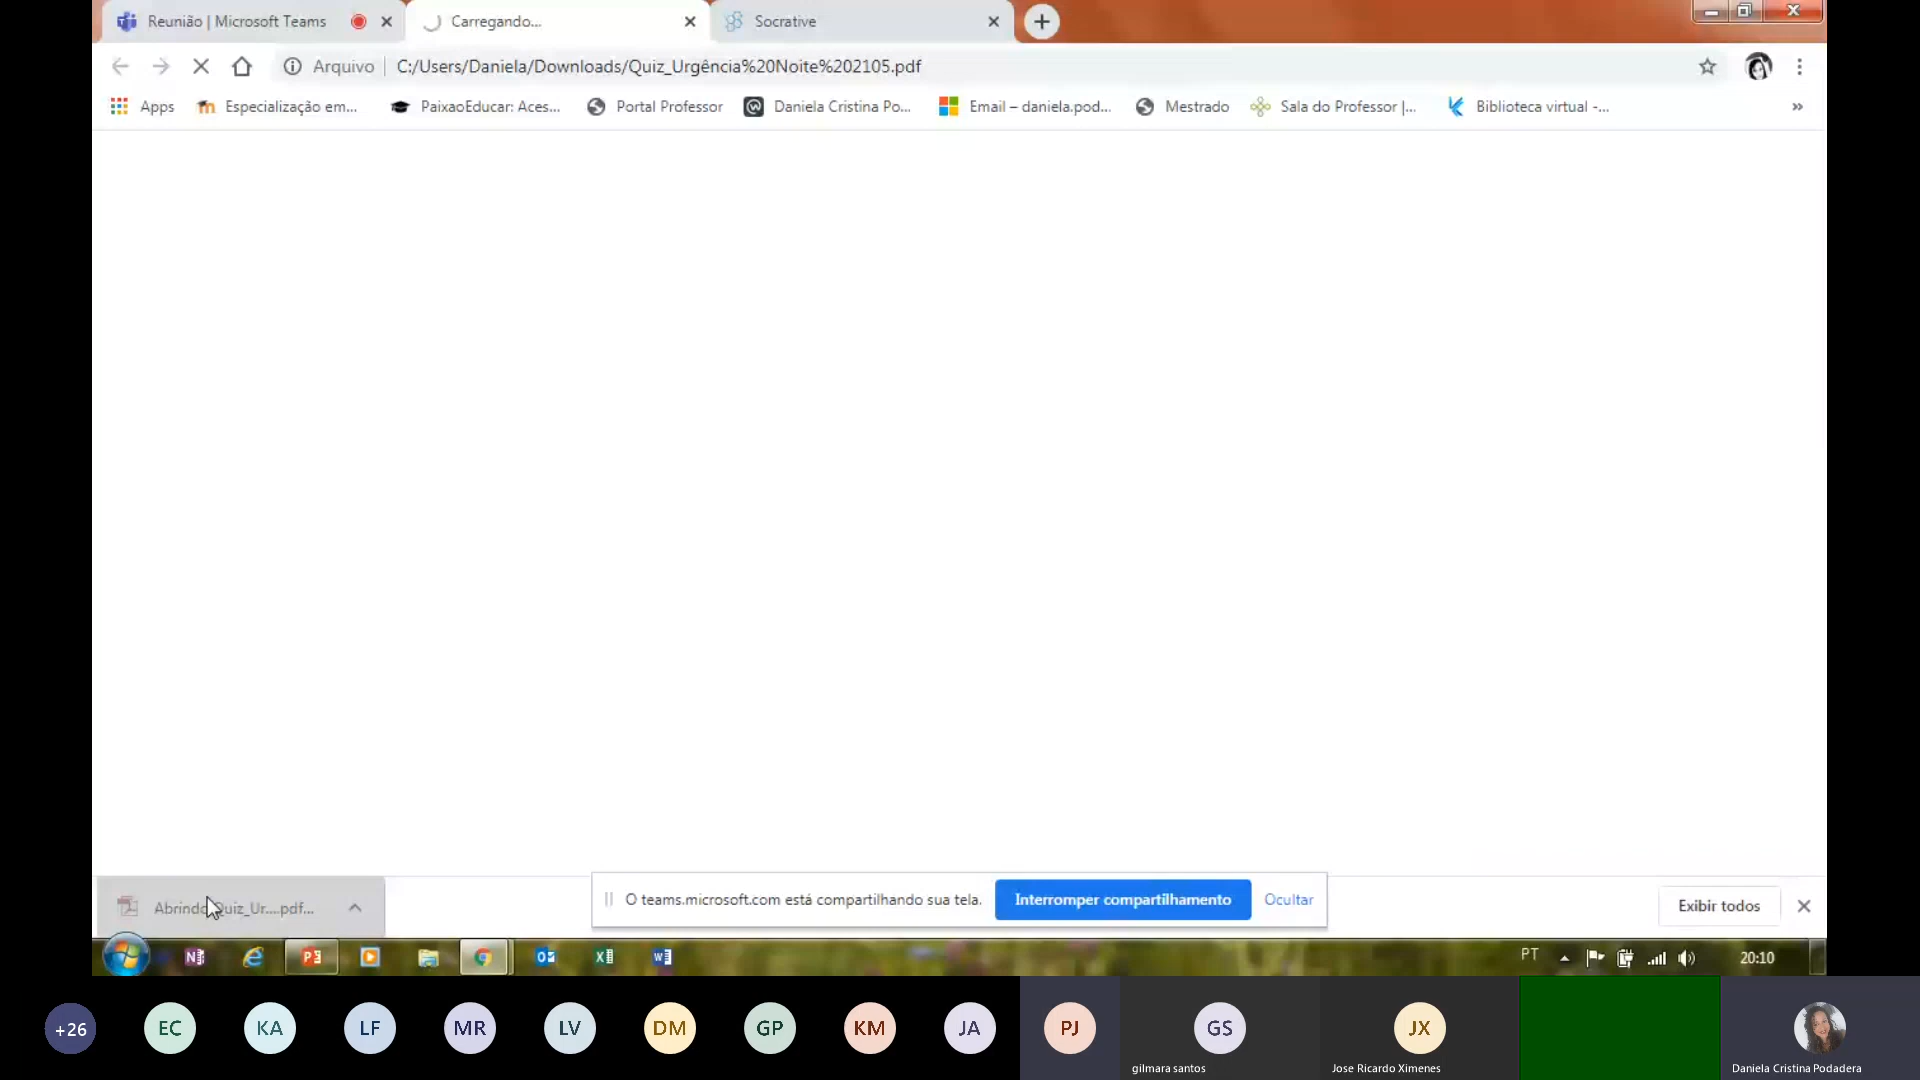 Reunião | Microsoft Teams
Carregando...
Socrative
Arquivo
C:/Users/Daniela/Downloads/Quiz_Urgência%20Noite%202105.pdf
Apps
Especialização em...
PaixaoEducar: Aces...
Portal Professor
Daniela Cristina Po...
Email – daniela.pod...
Mestrado
Sala do Professor |...
Biblioteca virtual -...
»
Abrindo Quiz_Ur....pdf...
O teams.microsoft.com está compartilhando sua tela.
Interromper compartilhamento
Ocultar
Exibir todos
PT
20:10
+26
EC
KA
LF
MR
LV
DM
GP
KM
JA
PJ
GS
JX
gilmara santos
Jose Ricardo Ximenes
Daniela Cristina Podadera